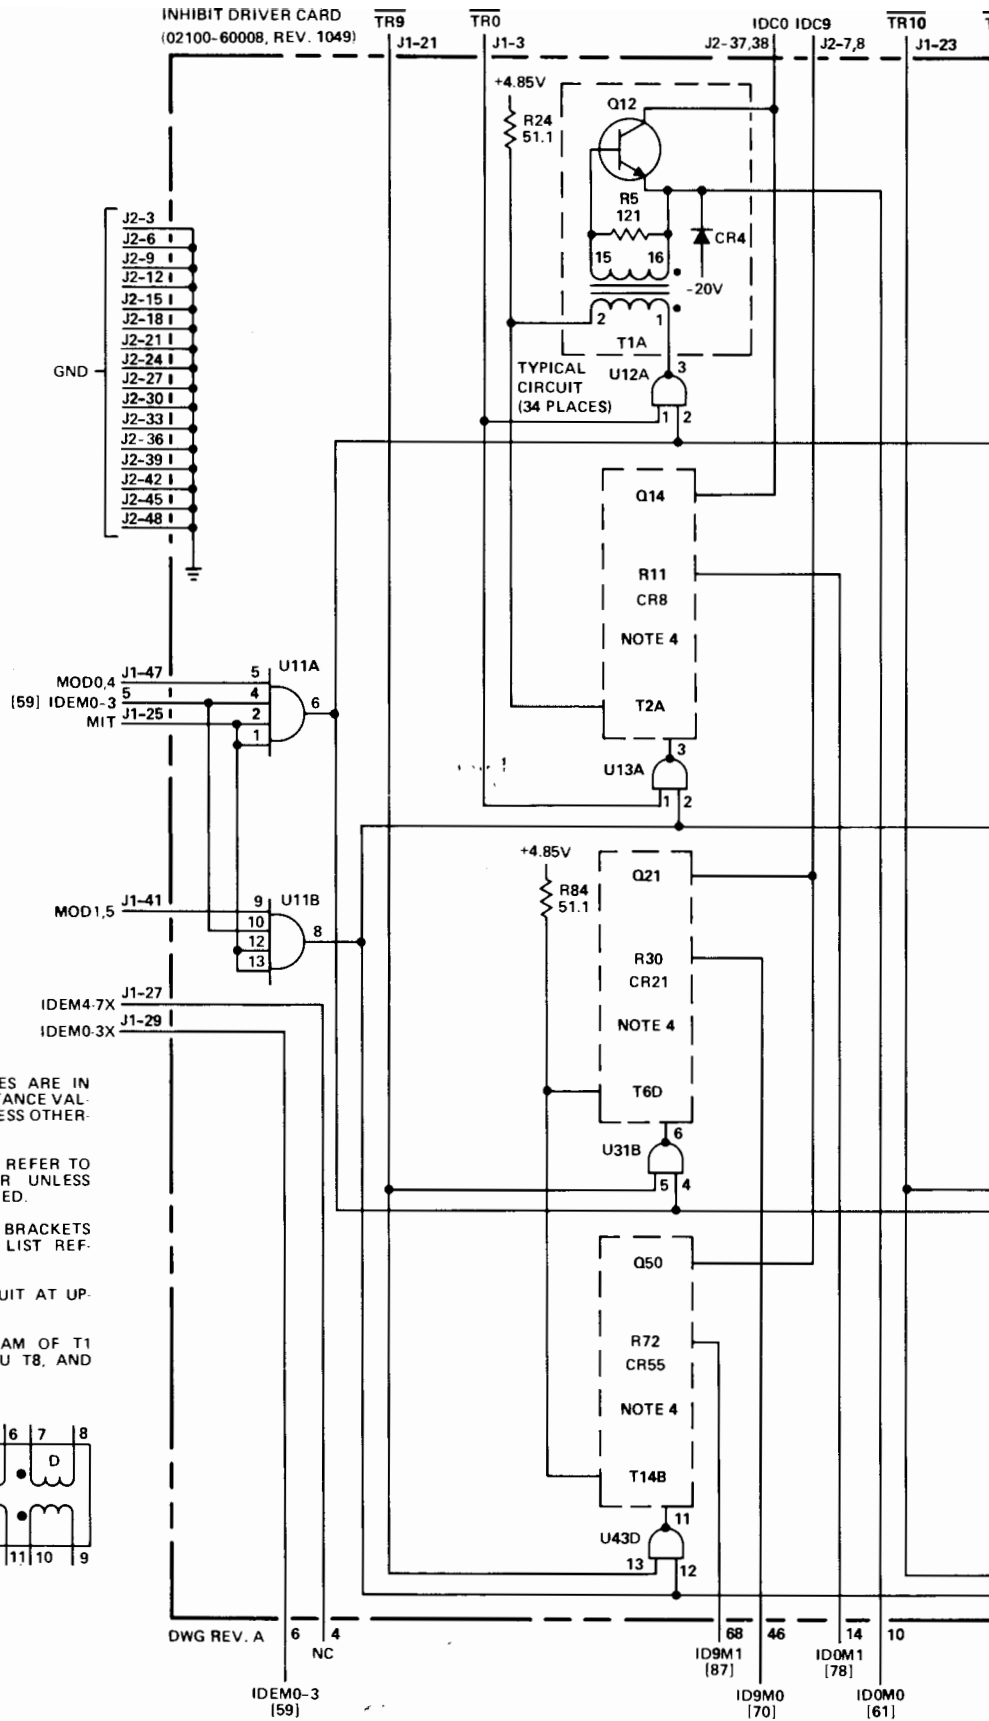 INHIBIT DRIVER CARD
(02100-60008, REV. 1049)
TR9
J1-21
TR0
J1-3
IDC0 IDC9
J2-37,38
J2-7,8
TR10
J1-23
+4.85V
R24
51.1
Q12
R5
121
15
16
CR4
-20V
2
1
T1A
TYPICAL
CIRCUIT
(34 PLACES)
U12A
3
1
2
GND
J2-3
J2-6
J2-9
J2-12
J2-15
J2-18
J2-21
J2-24
J2-27
J2-30
J2-33
J2-36
J2-39
J2-42
J2-45
J2-48
Q14
R11
CR8
NOTE 4
T2A
U13A
3
1
2
MOD0,4
J1-47
5
U11A
[59] IDEM0-3
5
4
6
MIT
J1-25
2
1
+4.85V
R84
51.1
Q21
R30
CR21
NOTE 4
T6D
U31B
6
5
4
MOD1,5
J1-41
9
U11B
10
8
12
13
IDEM4-7X
J1-27
IDEM0-3X
J1-29
ES ARE IN
TANCE VAL-
ESS OTHER-
REFER TO
R UNLESS
ED.
BRACKETS
LIST REF-
UIT AT UP-
AM OF T1
U T8, AND
Q50
R72
CR55
NOTE 4
T14B
U43D
11
13
12
6
7
8
D
11
10
9
DWG REV. A
6
4
NC
IDEM0-3
[59]
68
ID9M1
[87]
46
ID9M0
[70]
14
ID0M1
[78]
10
ID0M0
[61]